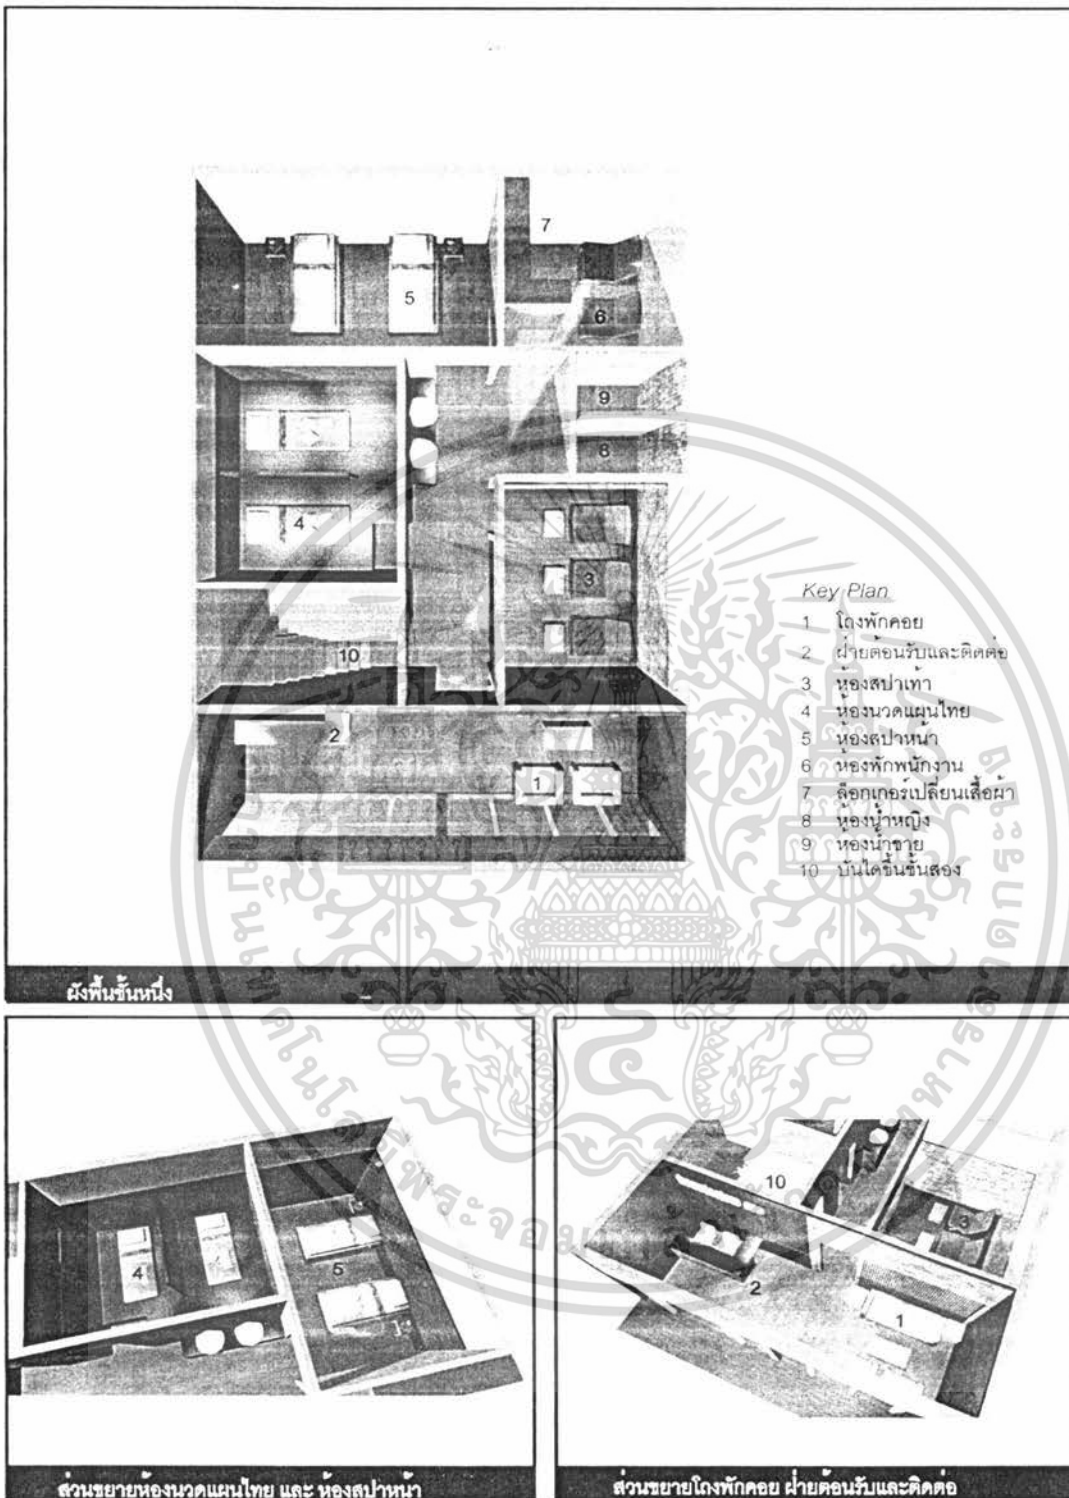 7
5
6
9
8
4
3
10
2
1
Key Plan
1 โถงพักคอย
2 ฝ่ายต้อนรับและติดต่อ
3 ห้องสปาเท้า
4 ห้องนวดแผนไทย
5 ห้องสปาหน้า
6 ห้องพักพนักงาน
7 ล็อกเกอร์เปลี่ยนเสื้อผ้า
8 ห้องน้ำหญิง
9 ห้องน้ำชาย
10 บันไดขึ้นชั้นสอง
ผังพื้นชั้นหนึ่ง
4
5
10
3
2
1
ส่วนขยายห้องนวดแผนไทย และ ห้องสปาหน้า
ส่วนขยายโถงพักคอย ฝ่ายต้อนรับและติดต่อ